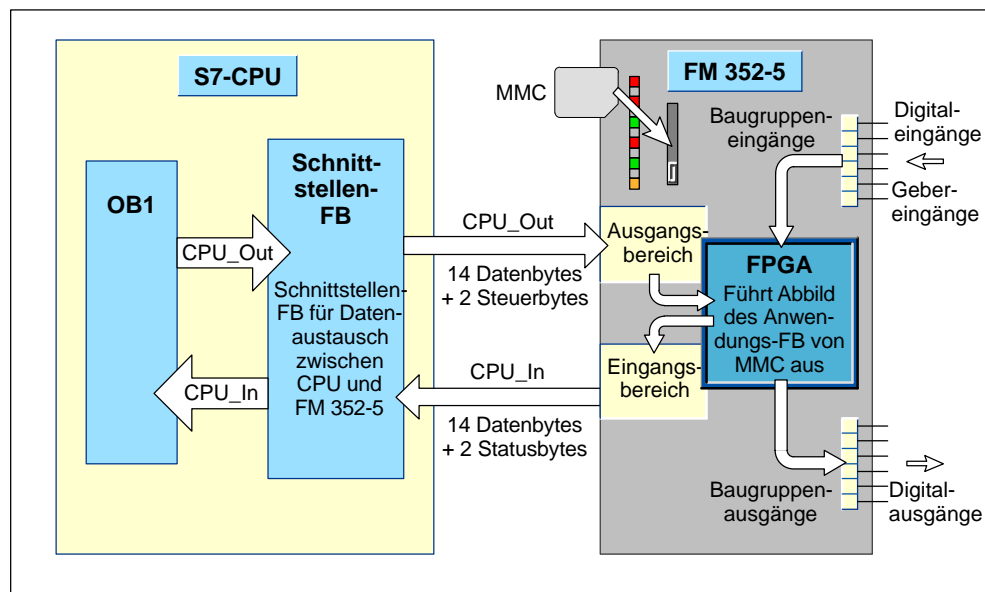 S7-CPU
OB1
CPU_Out
CPU_In
Schnitt-
stellen-
FB
Schnittstellen-
FB für Daten-
austausch
zwischen
CPU und
FM 352-5
CPU_Out
14 Datenbytes
+ 2 Steuerbytes
CPU_In
14 Datenbytes
+ 2 Statusbytes
FM 352-5
MMC
Baugruppen-
eingänge
Digital-
eingänge
Geber-
eingänge
Ausgangs-
bereich
Eingangs-
bereich
FPGA
Führt Abbild
des Anwen-
dungs-FB von
MMC aus
Baugruppen-
ausgänge
Digital-
ausgänge